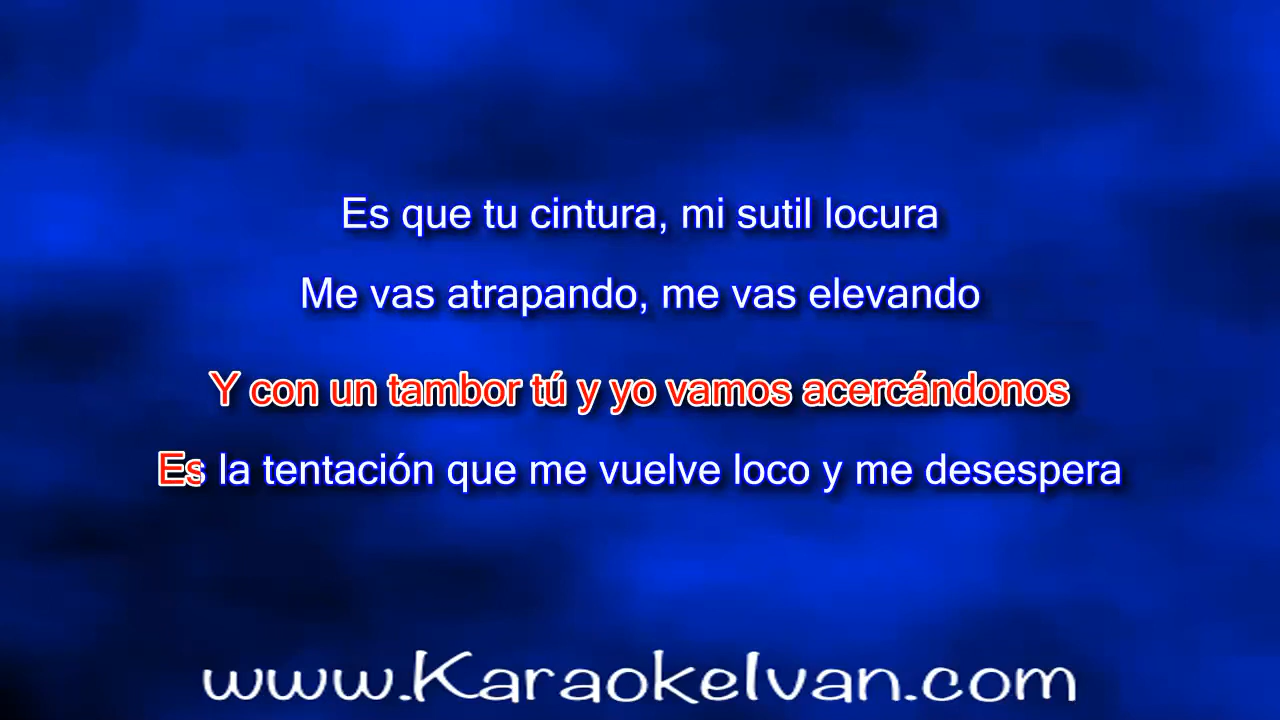 Es que tu cintura, mi sutil locura
Me vas atrapando, me vas elevando
Y con un tambor tú y yo vamos acercándonos
Es la tentación que me vuelve loco y me desespera
www.KaraokeIvan.com